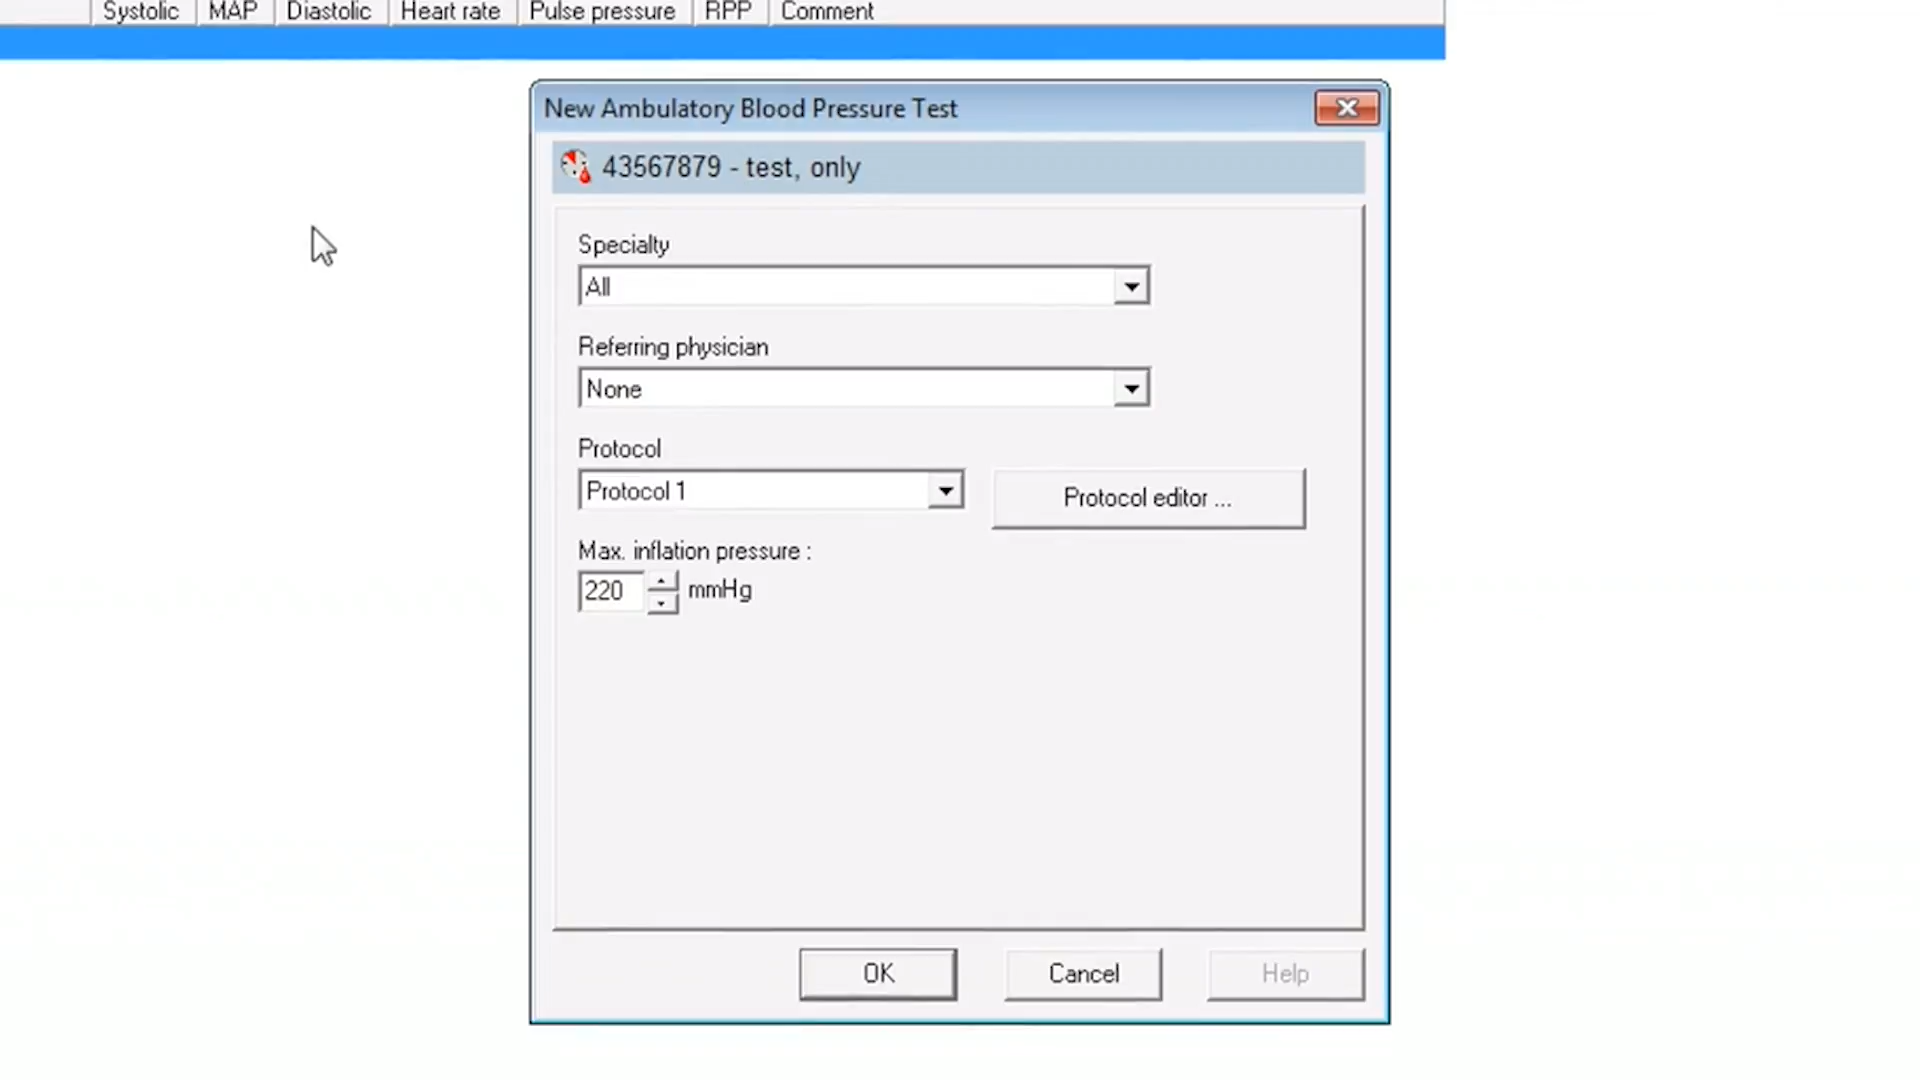 Systolic MAP Diastolic Heart rate Pulse pressure RPP Comment
New Ambulatory Blood Pressure Test
43567879 - test, only
Specialty
All
Referring physician
None
Protocol
Protocol 1
Protocol editor ...
Max. inflation pressure :
220 mmHg
OK Cancel Help